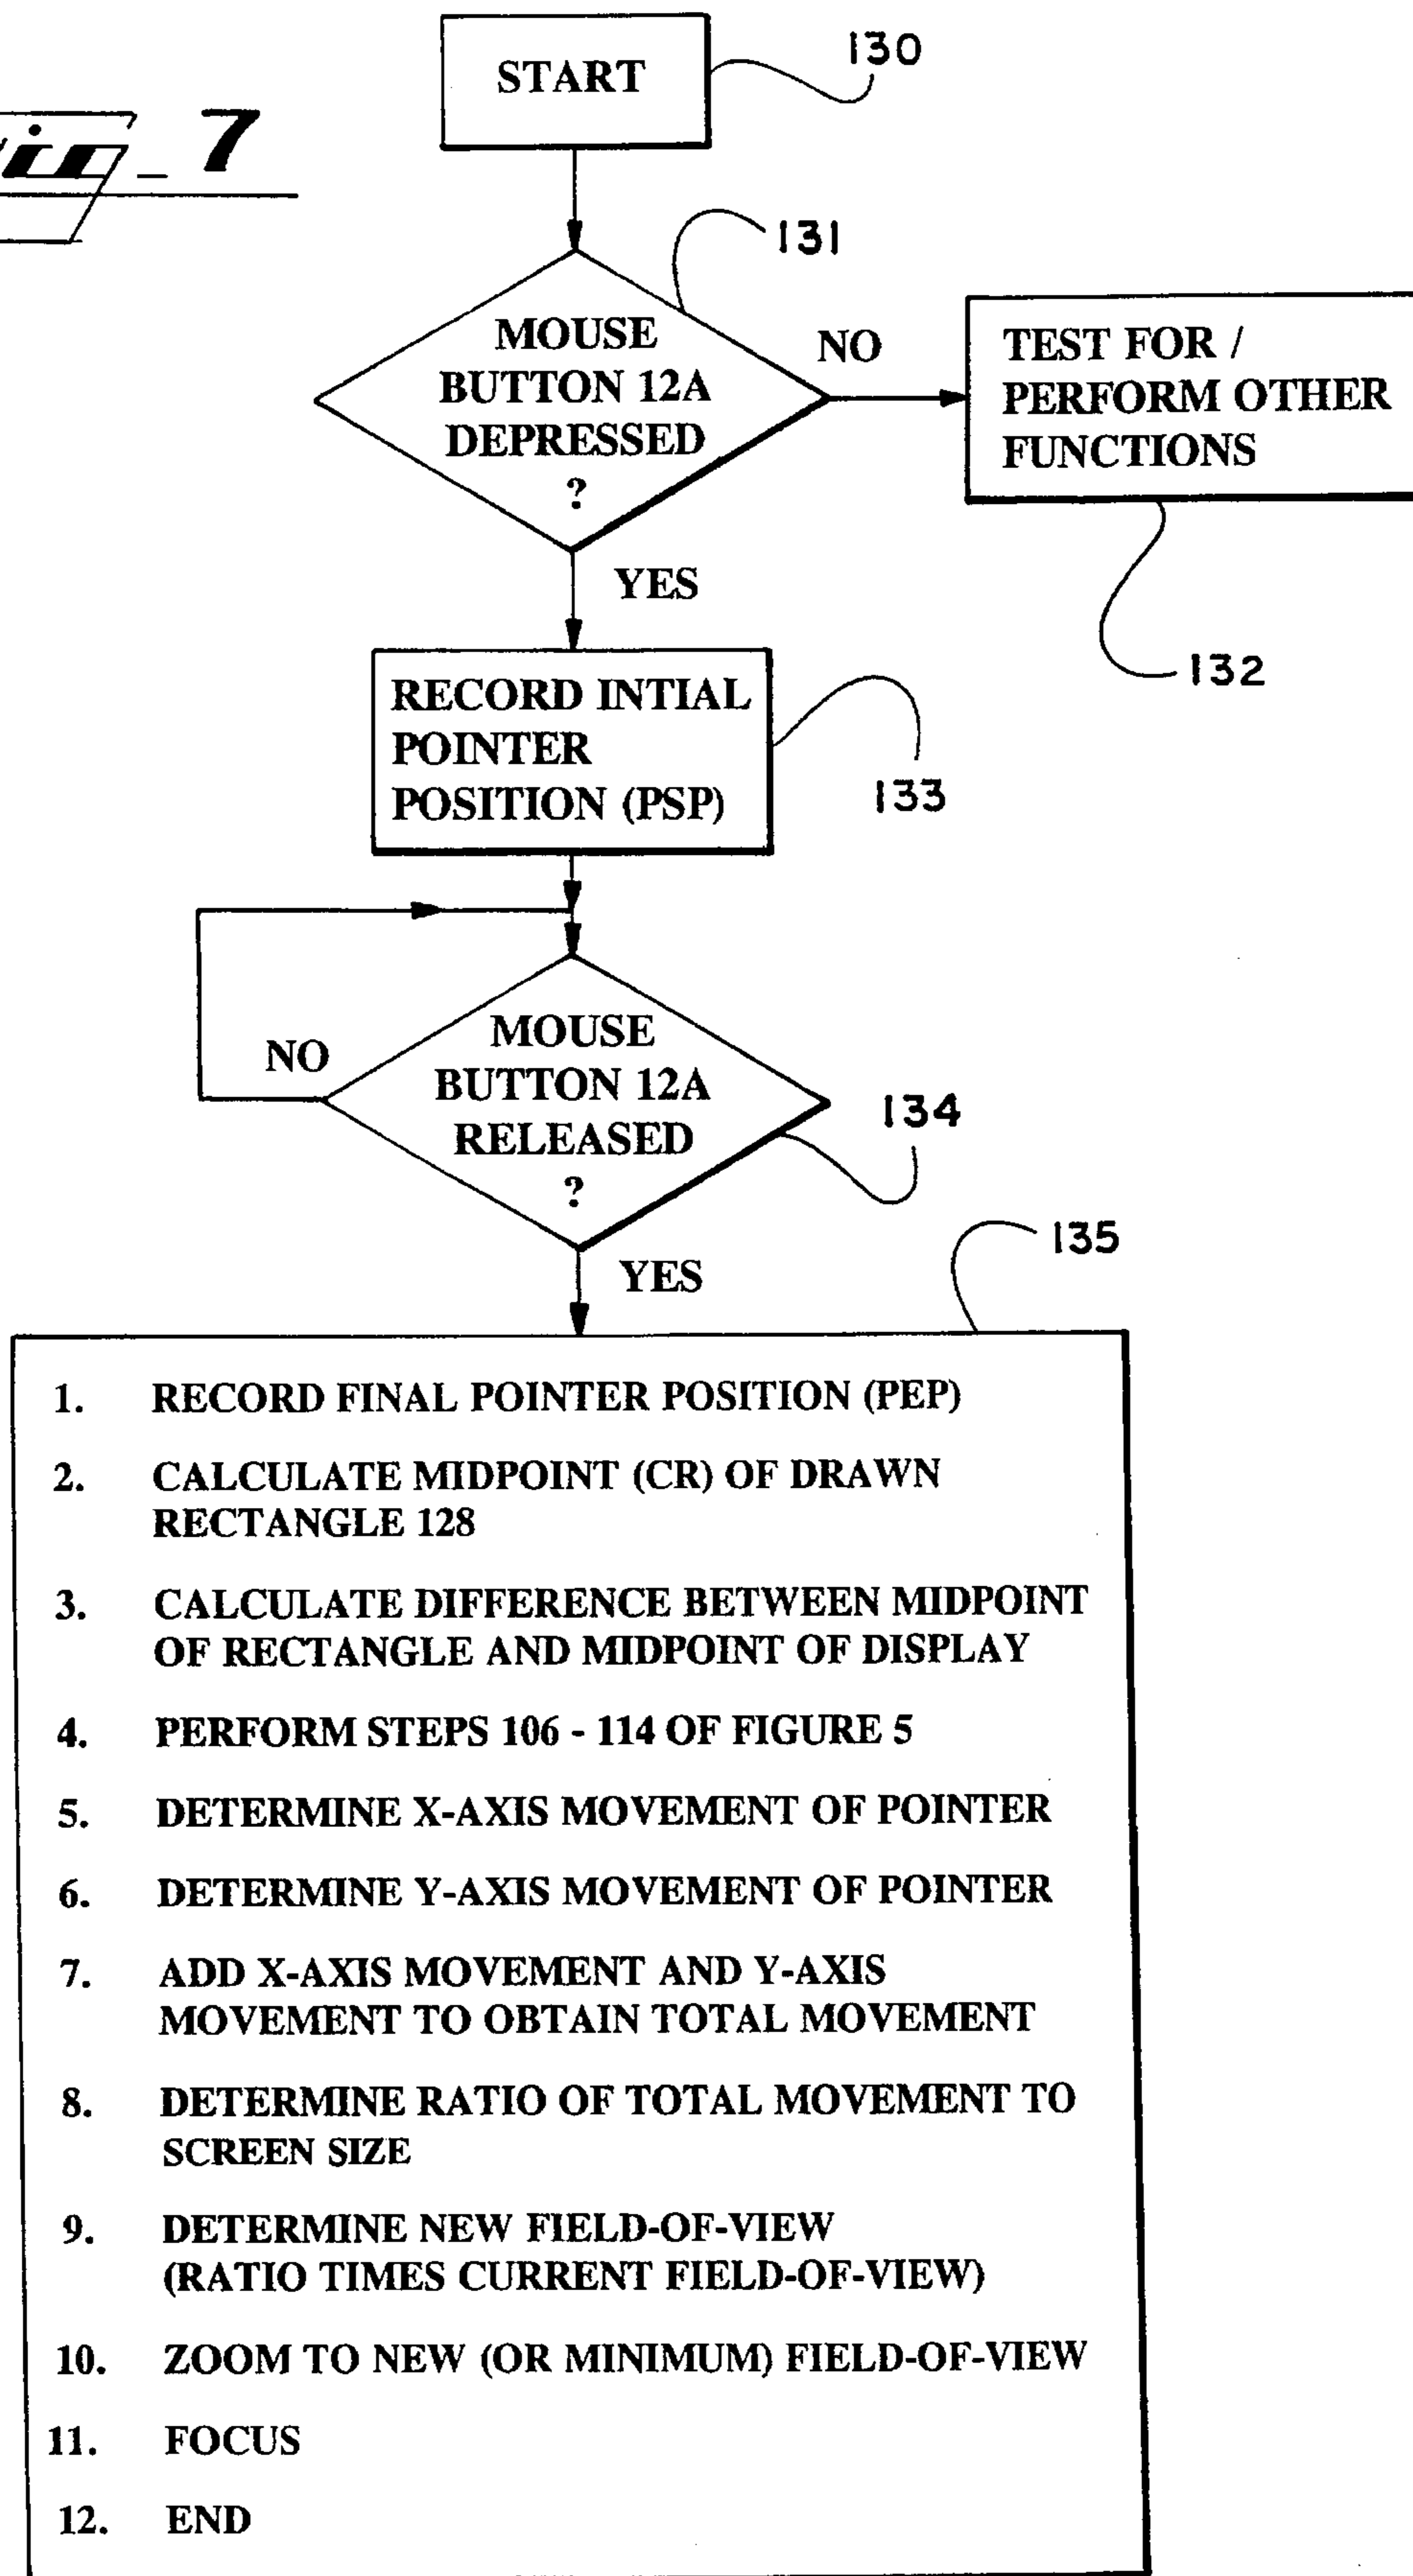 7
START
130
131
MOUSE
BUTTON 12A
DEPRESSED
?
NO
TEST FOR /
PERFORM OTHER
FUNCTIONS
132
YES
RECORD INTIAL
POINTER
POSITION (PSP)
133
NO
MOUSE
BUTTON 12A
RELEASED
?
134
YES
135
1. RECORD FINAL POINTER POSITION (PEP)
2. CALCULATE MIDPOINT (CR) OF DRAWN
RECTANGLE 128
3. CALCULATE DIFFERENCE BETWEEN MIDPOINT
OF RECTANGLE AND MIDPOINT OF DISPLAY
4. PERFORM STEPS 106 - 114 OF FIGURE 5
5. DETERMINE X-AXIS MOVEMENT OF POINTER
6. DETERMINE Y-AXIS MOVEMENT OF POINTER
7. ADD X-AXIS MOVEMENT AND Y-AXIS
MOVEMENT TO OBTAIN TOTAL MOVEMENT
8. DETERMINE RATIO OF TOTAL MOVEMENT TO
SCREEN SIZE
9. DETERMINE NEW FIELD-OF-VIEW
(RATIO TIMES CURRENT FIELD-OF-VIEW)
10. ZOOM TO NEW (OR MINIMUM) FIELD-OF-VIEW
11. FOCUS
12. END